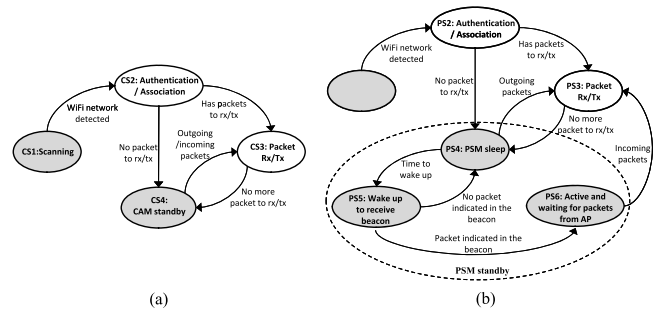 CS2: Authentication
/ Association
WiFi network
detected
Has packets
to rx/tx
CS1:Scanning
No packet
to rx/tx
Outgoing
/incoming
packets
CS3: Packet
Rx/Tx
CS4:
CAM standby
No more
packet to rx/tx
(a)
PS2: Authentication
/ Association
WiFi network
detected
Has packets
to rx/tx
No packet
to rx/tx
Outgoing
packets
PS3: Packet
Rx/Tx
No more
packet to rx/tx
PS4: PSM sleep
Incoming
packets
Time to
wake up
PS5: Wake up
to receive
beacon
No packet
indicated in the
beacon
PS6: Active and
waiting for packets
from AP
Packet indicated in the
beacon
PSM standby
(b)